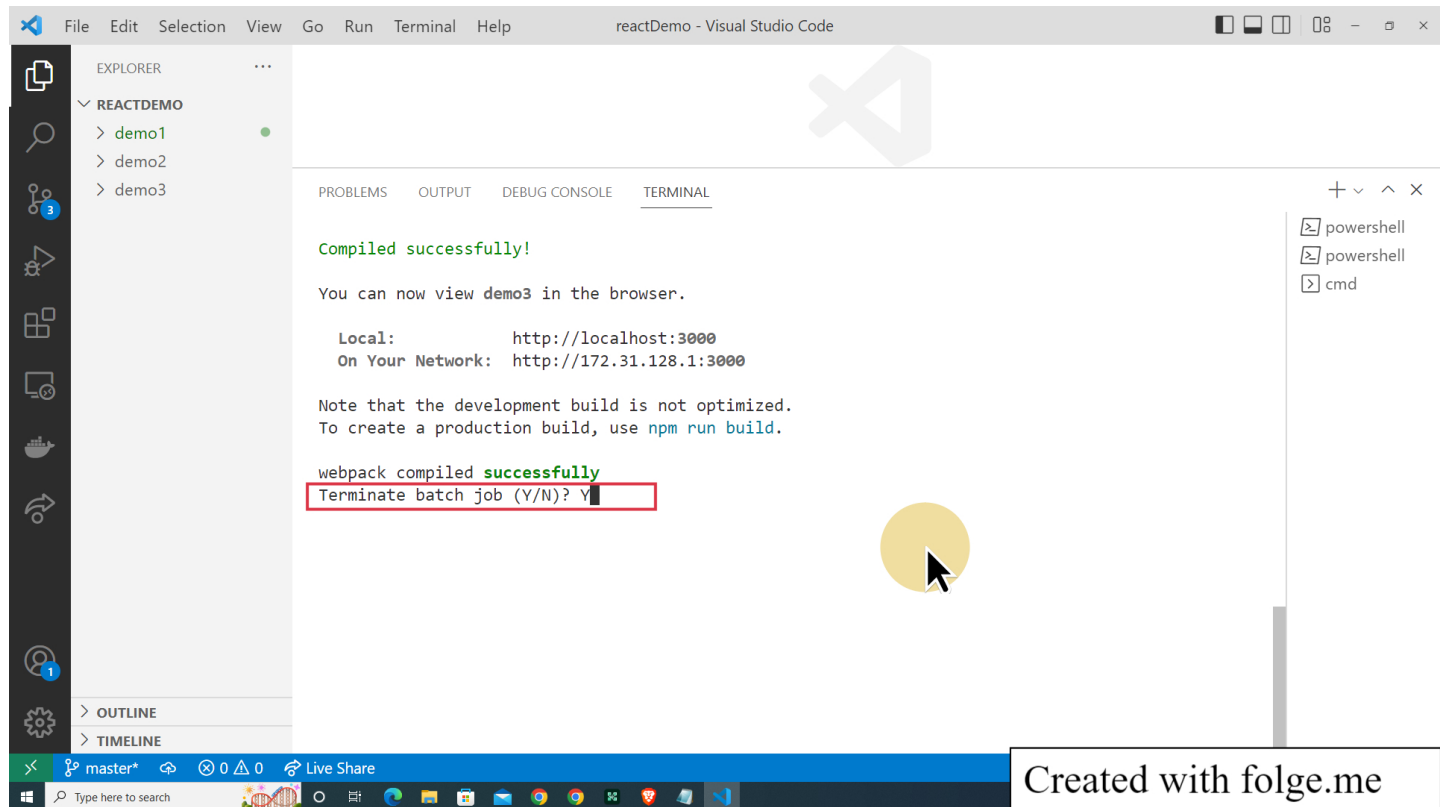 File Edit Selection View Go Run Terminal Help reactDemo - Visual Studio Code
EXPLORER ...
REACTDEMO
demo1
demo2
demo3
3
1
OUTLINE
TIMELINE
PROBLEMS OUTPUT DEBUG CONSOLE TERMINAL
Compiled successfully!
You can now view demo3 in the browser.
Local: http://localhost:3000
On Your Network: http://172.31.128.1:3000
Note that the development build is not optimized.
To create a production build, use npm run build.
webpack compiled successfully
Terminate batch job (Y/N)? Y
powershell
powershell
cmd
master* 0 0 Live Share
Type here to search
Created with folge.me